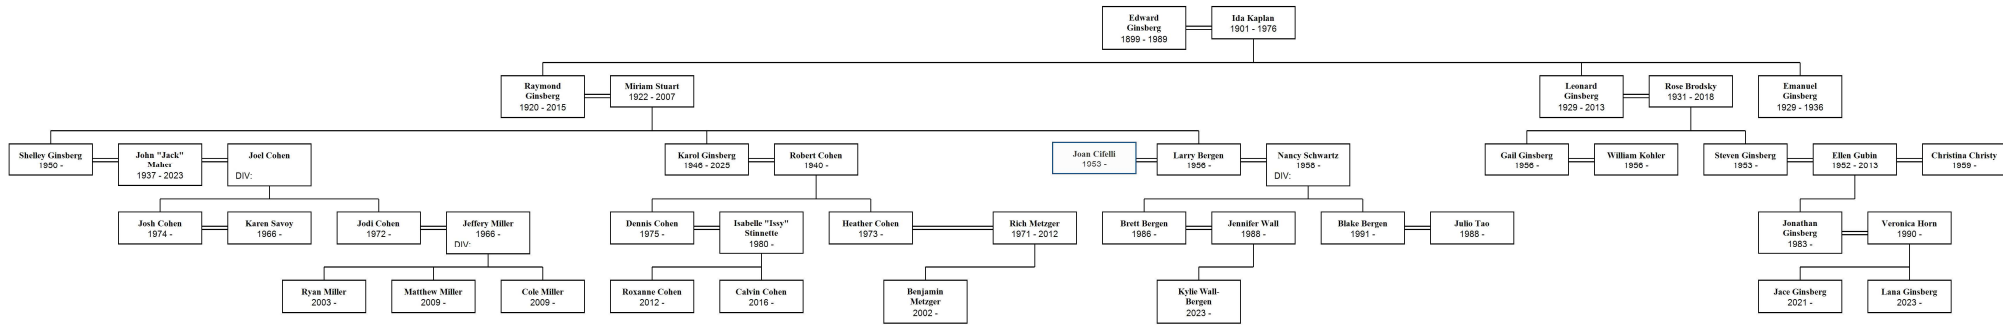 Edward
Ginsberg
1899 - 1989
Ida Kaplan
1901 - 1976
Raymond
Ginsberg
1920 - 2015
Miriam Stuart
1922 - 2007
Leonard
Ginsberg
1929 - 2013
Rose Brodsky
1931 - 2018
Emanuel
Ginsberg
1929 - 1936
Shelley Ginsberg
1950 -
John "Jack"
Maher
1937 - 2023
Joel Cohen
DIV:
Karol Ginsberg
1946 - 2025
Robert Cohen
1940 -
Joan Cifelli
1953 -
Larry Bergen
1956 -
Nancy Schwartz
1958 -
DIV:
Gail Ginsberg
1956 -
William Kohler
1956 -
Steven Ginsberg
1953 -
Ellen Gubin
1952 - 2013
Christina Christy
1959 -
Josh Cohen
1974 -
Karen Savoy
1966 -
Jodi Cohen
1972 -
Jeffery Miller
1966 -
DIV:
Dennis Cohen
1975 -
Isabelle "Issy"
Stinnette
1980 -
Heather Cohen
1973 -
Rich Metzger
1971 - 2012
Brett Bergen
1986 -
Jennifer Wall
1988 -
Blake Bergen
1991 -
Julio Tao
1988 -
Jonathan
Ginsberg
1983 -
Veronica Horn
1990 -
Ryan Miller
2003 -
Matthew Miller
2009 -
Cole Miller
2009 -
Roxanne Cohen
2012 -
Calvin Cohen
2016 -
Benjamin
Metzger
2002 -
Kylie Wall-
Bergen
2023 -
Jace Ginsberg
2021 -
Lana Ginsberg
2023 -